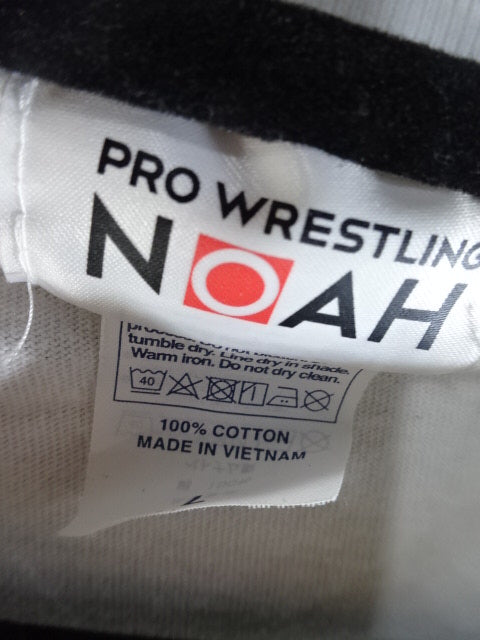 PRO WRESTLING
NOAH
tumble dry. Line dry in shade.
Warm iron. Do not dry clean.
40
100% COTTON
MADE IN VIETNAM